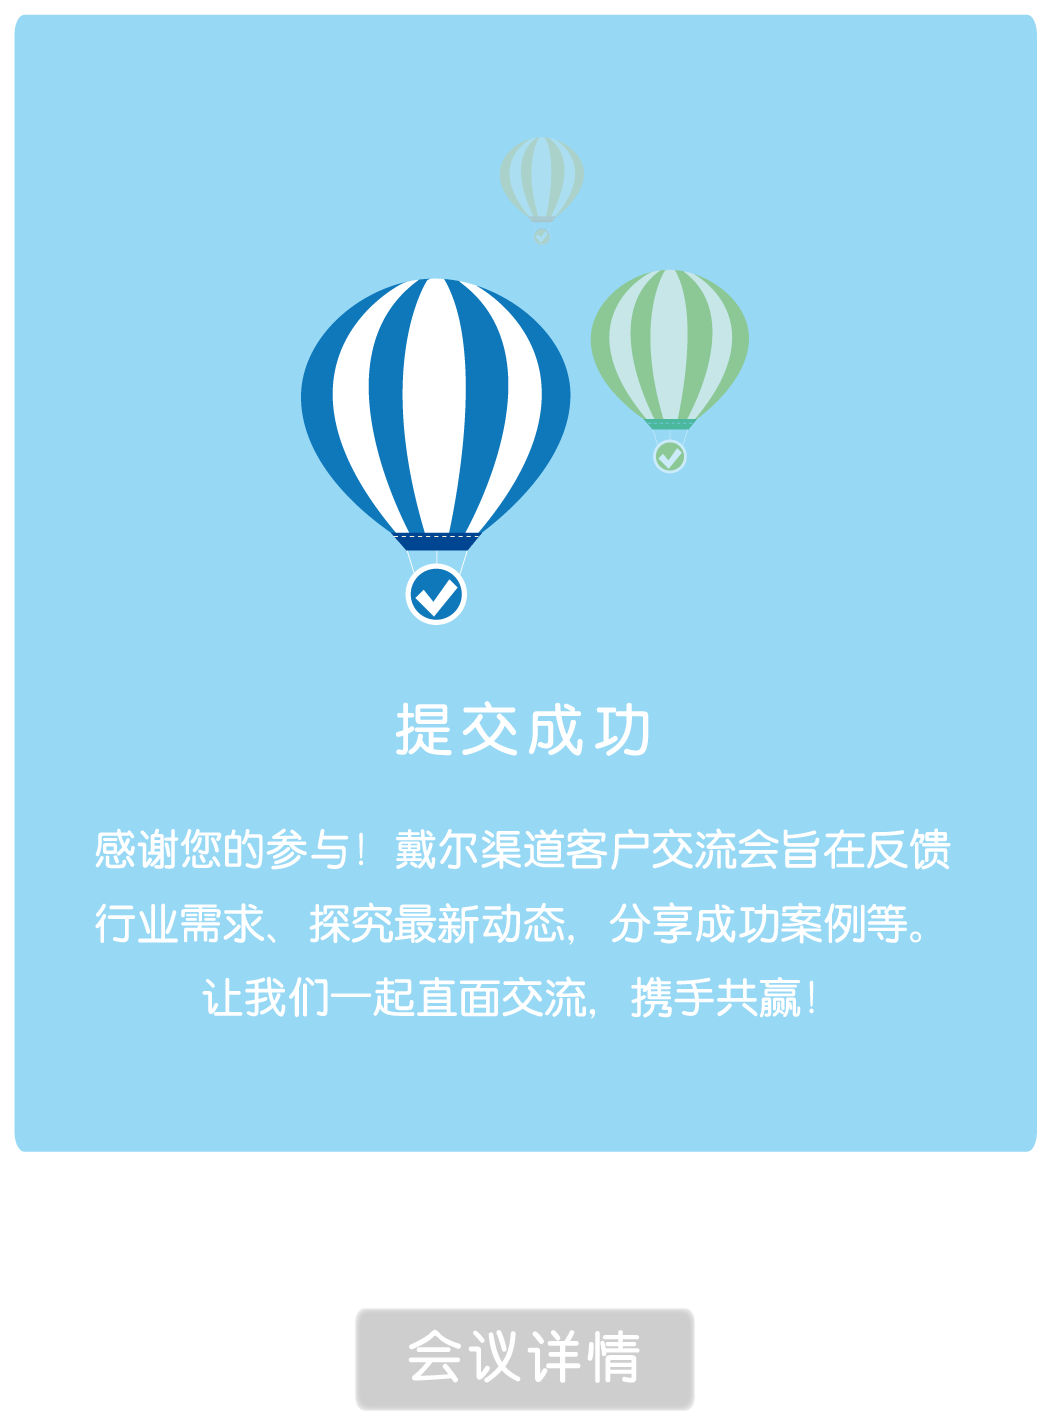 提交成功
感谢您的参与！戴尔渠道客户交流会旨在反馈
行业需求、探究最新动态，分享成功案例等。
让我们一起直面交流，携手共赢！
会议详情